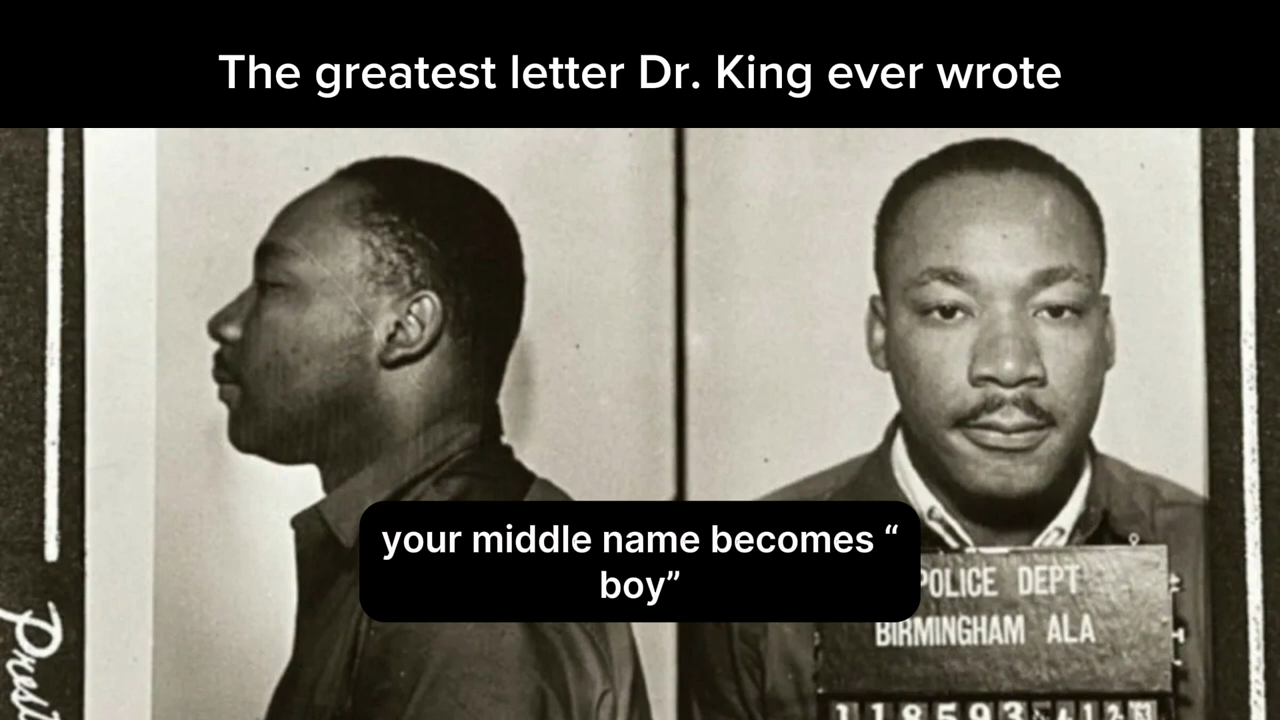 The greatest letter Dr. King ever wrote
your middle name becomes “
boy”
POLICE DEPT
BIRMINGHAM ALA